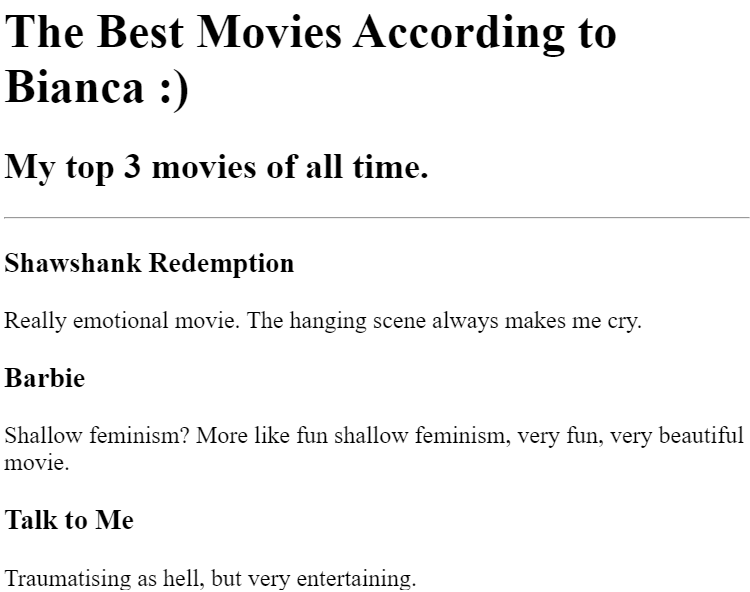 The Best Movies According to
Bianca :)
My top 3 movies of all time.
Shawshank Redemption
Really emotional movie. The hanging scene always makes me cry.
Barbie
Shallow feminism? More like fun shallow feminism, very fun, very beautiful
movie.
Talk to Me
Traumatising as hell, but very entertaining.